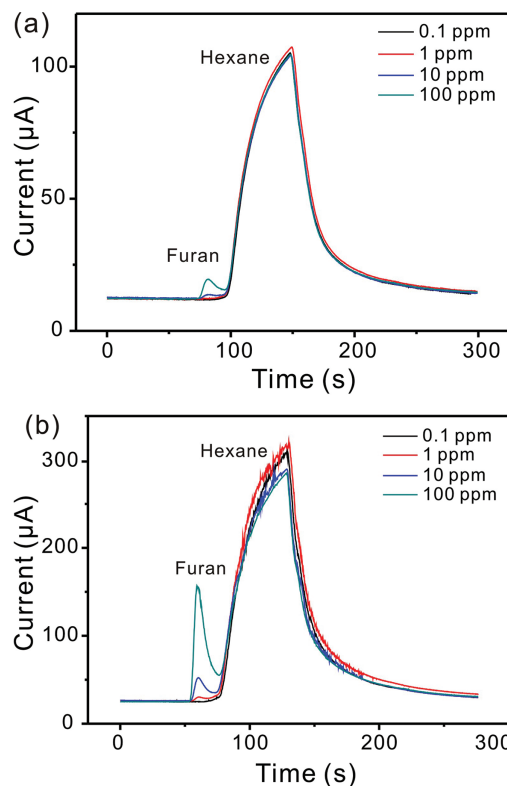 (a)
Hexane
0.1 ppm
1 ppm
10 ppm
100 ppm
Furan
Current (µA)
100
50
0
0
100
200
300
Time (s)
(b)
Hexane
0.1 ppm
1 ppm
10 ppm
100 ppm
Furan
Current (µA)
300
200
100
0
0
100
200
300
Time (s)